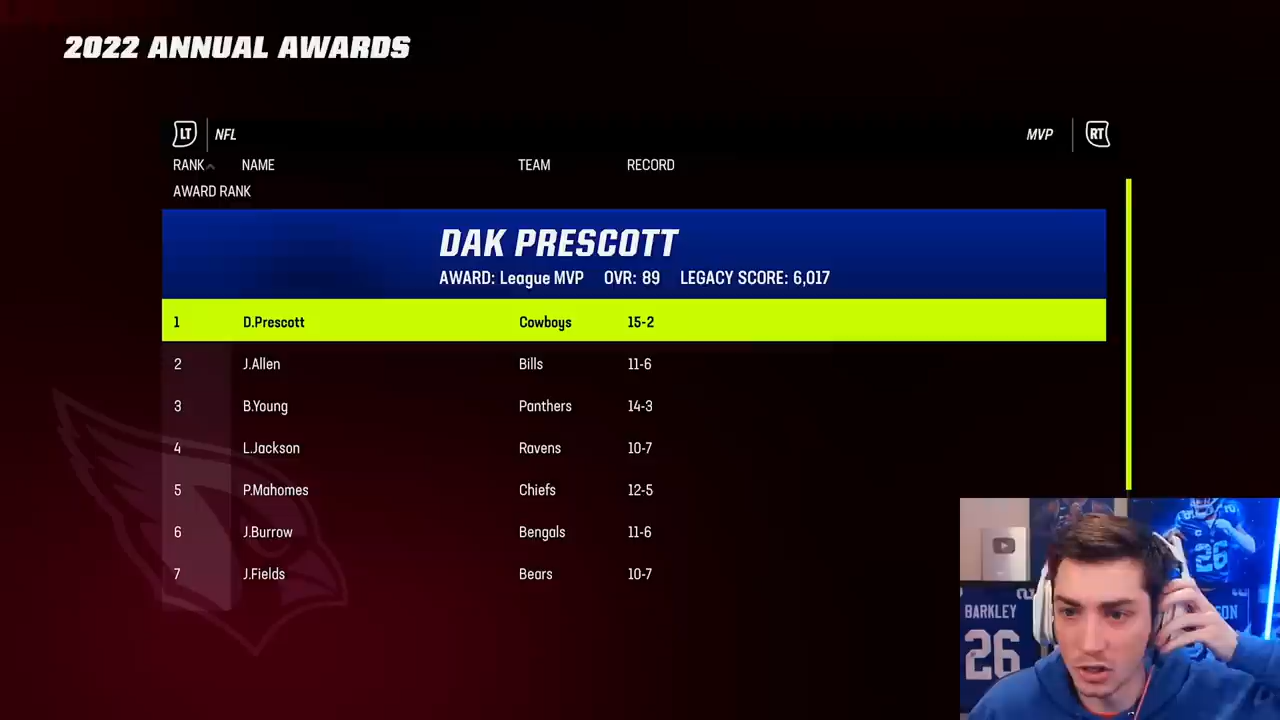 2022 ANNUAL AWARDS
LT NFL MVP RT
RANK NAME TEAM RECORD
AWARD RANK
DAK PRESCOTT
AWARD: League MVP OVR: 89 LEGACY SCORE: 6,017
1 D.Prescott Cowboys 15-2
2 J.Allen Bills 11-6
3 B.Young Panthers 14-3
4 L.Jackson Ravens 10-7
5 P.Mahomes Chiefs 12-5
6 J.Burrow Bengals 11-6
7 J.Fields Bears 10-7
26
BARKLEY
26